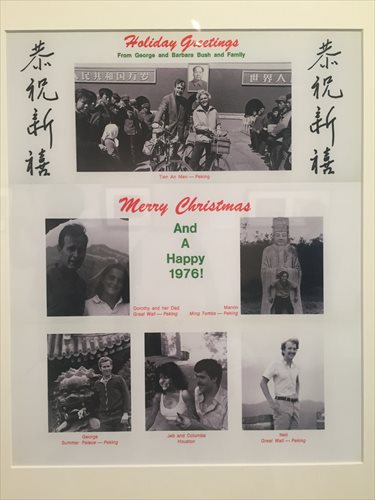 恭祝新禧
Holiday Greetings
From George and Barbara Bush and Family
恭祝新禧
民共和国万岁
世界人
Tien An Men — Peking
Merry Christmas
And
A
Happy
1976!
Dorothy and her Dad
Great Wall — Peking
Marvin
Ming Tombs — Peking
George
Summer Palace — Peking
Jeb and Columba
Houston
Neil
Great Wall — Peking